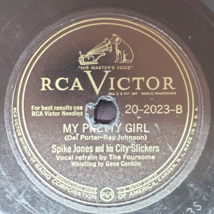 "HIS MASTER'S VOICE"
RCA VICTOR
For best results use
RCA Victor Needles
20-2023-B
MY PRETTY GIRL
(Del Porter-Ray Johnson)
Spike Jones and his City Slickers
Vocal refrain by The Foursome
Whistling by Gene Conklin